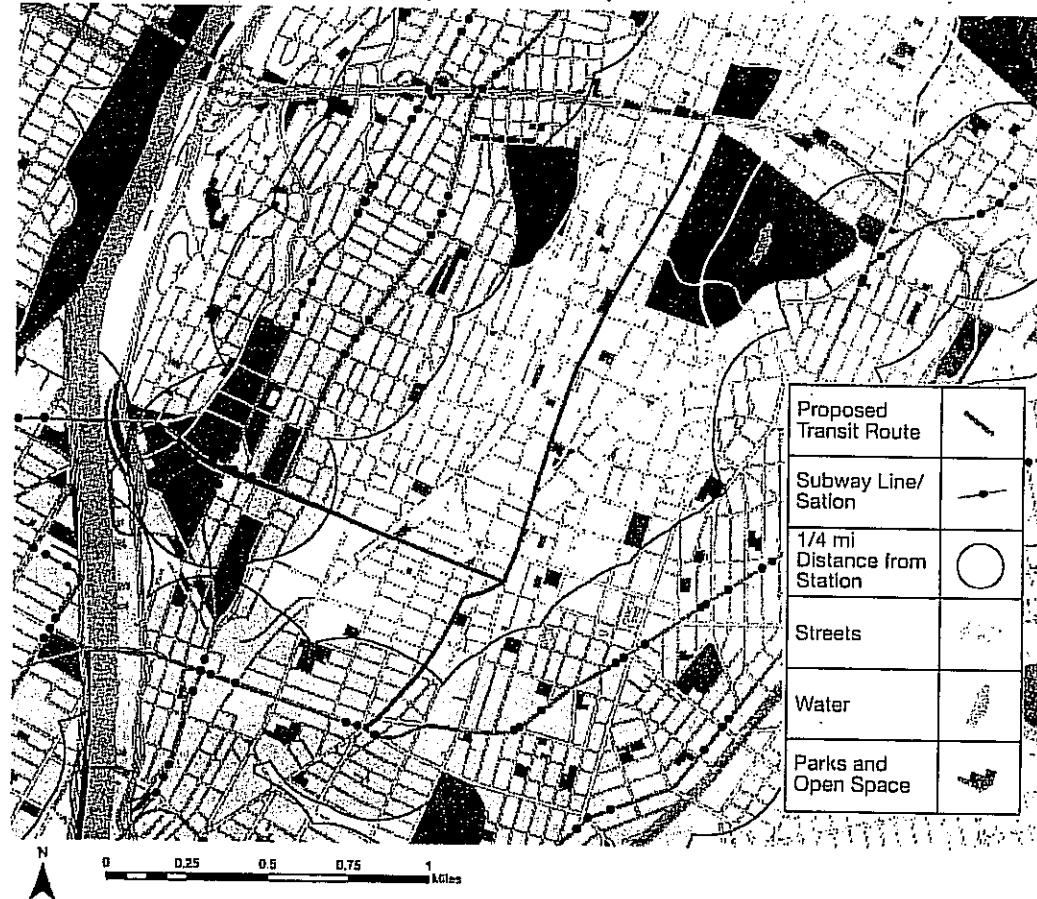 Proposed
Transit Route
Subway Line/
Sation
1/4 mi
Distance from
Station
Streets
Water
Parks and
Open Space
N
0 0.25 0.5 0.75 1
Miles